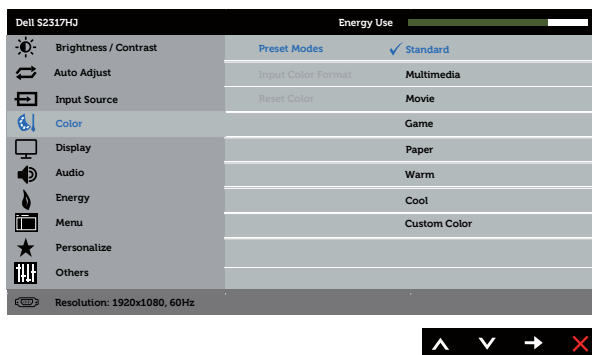 Dell S2317HJ Energy Use
Brightness / Contrast Preset Modes Standard
Auto Adjust Input Color Format Multimedia
Input Source Reset Color Movie
Color Game
Display Paper
Audio Warm
Energy Cool
Menu Custom Color
Personalize
Others
Resolution: 1920x1080, 60Hz